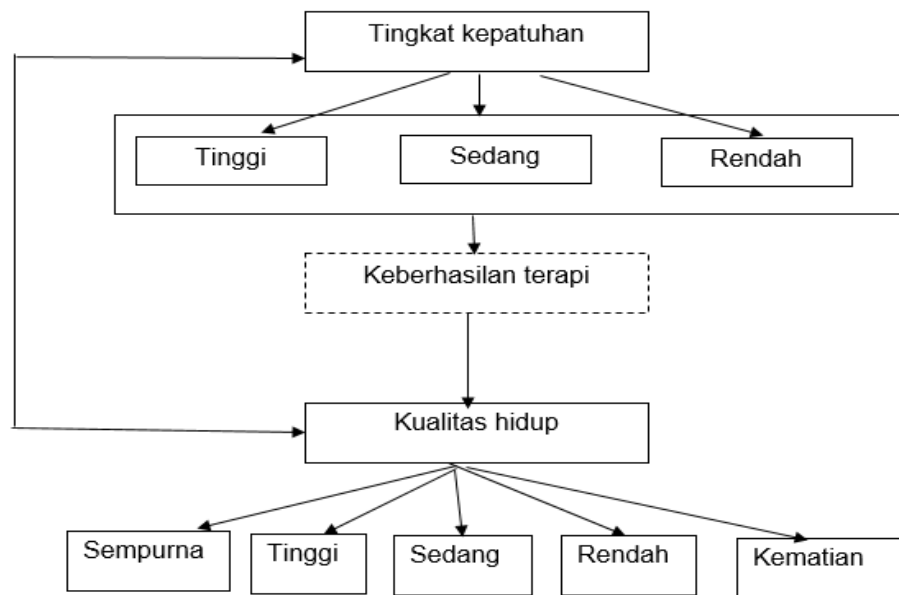 Tingkat kepatuhan
Tinggi
Sedang
Rendah
Keberhasilan terapi
Kualitas hidup
Sempurna
Tinggi
Sedang
Rendah
Kematian